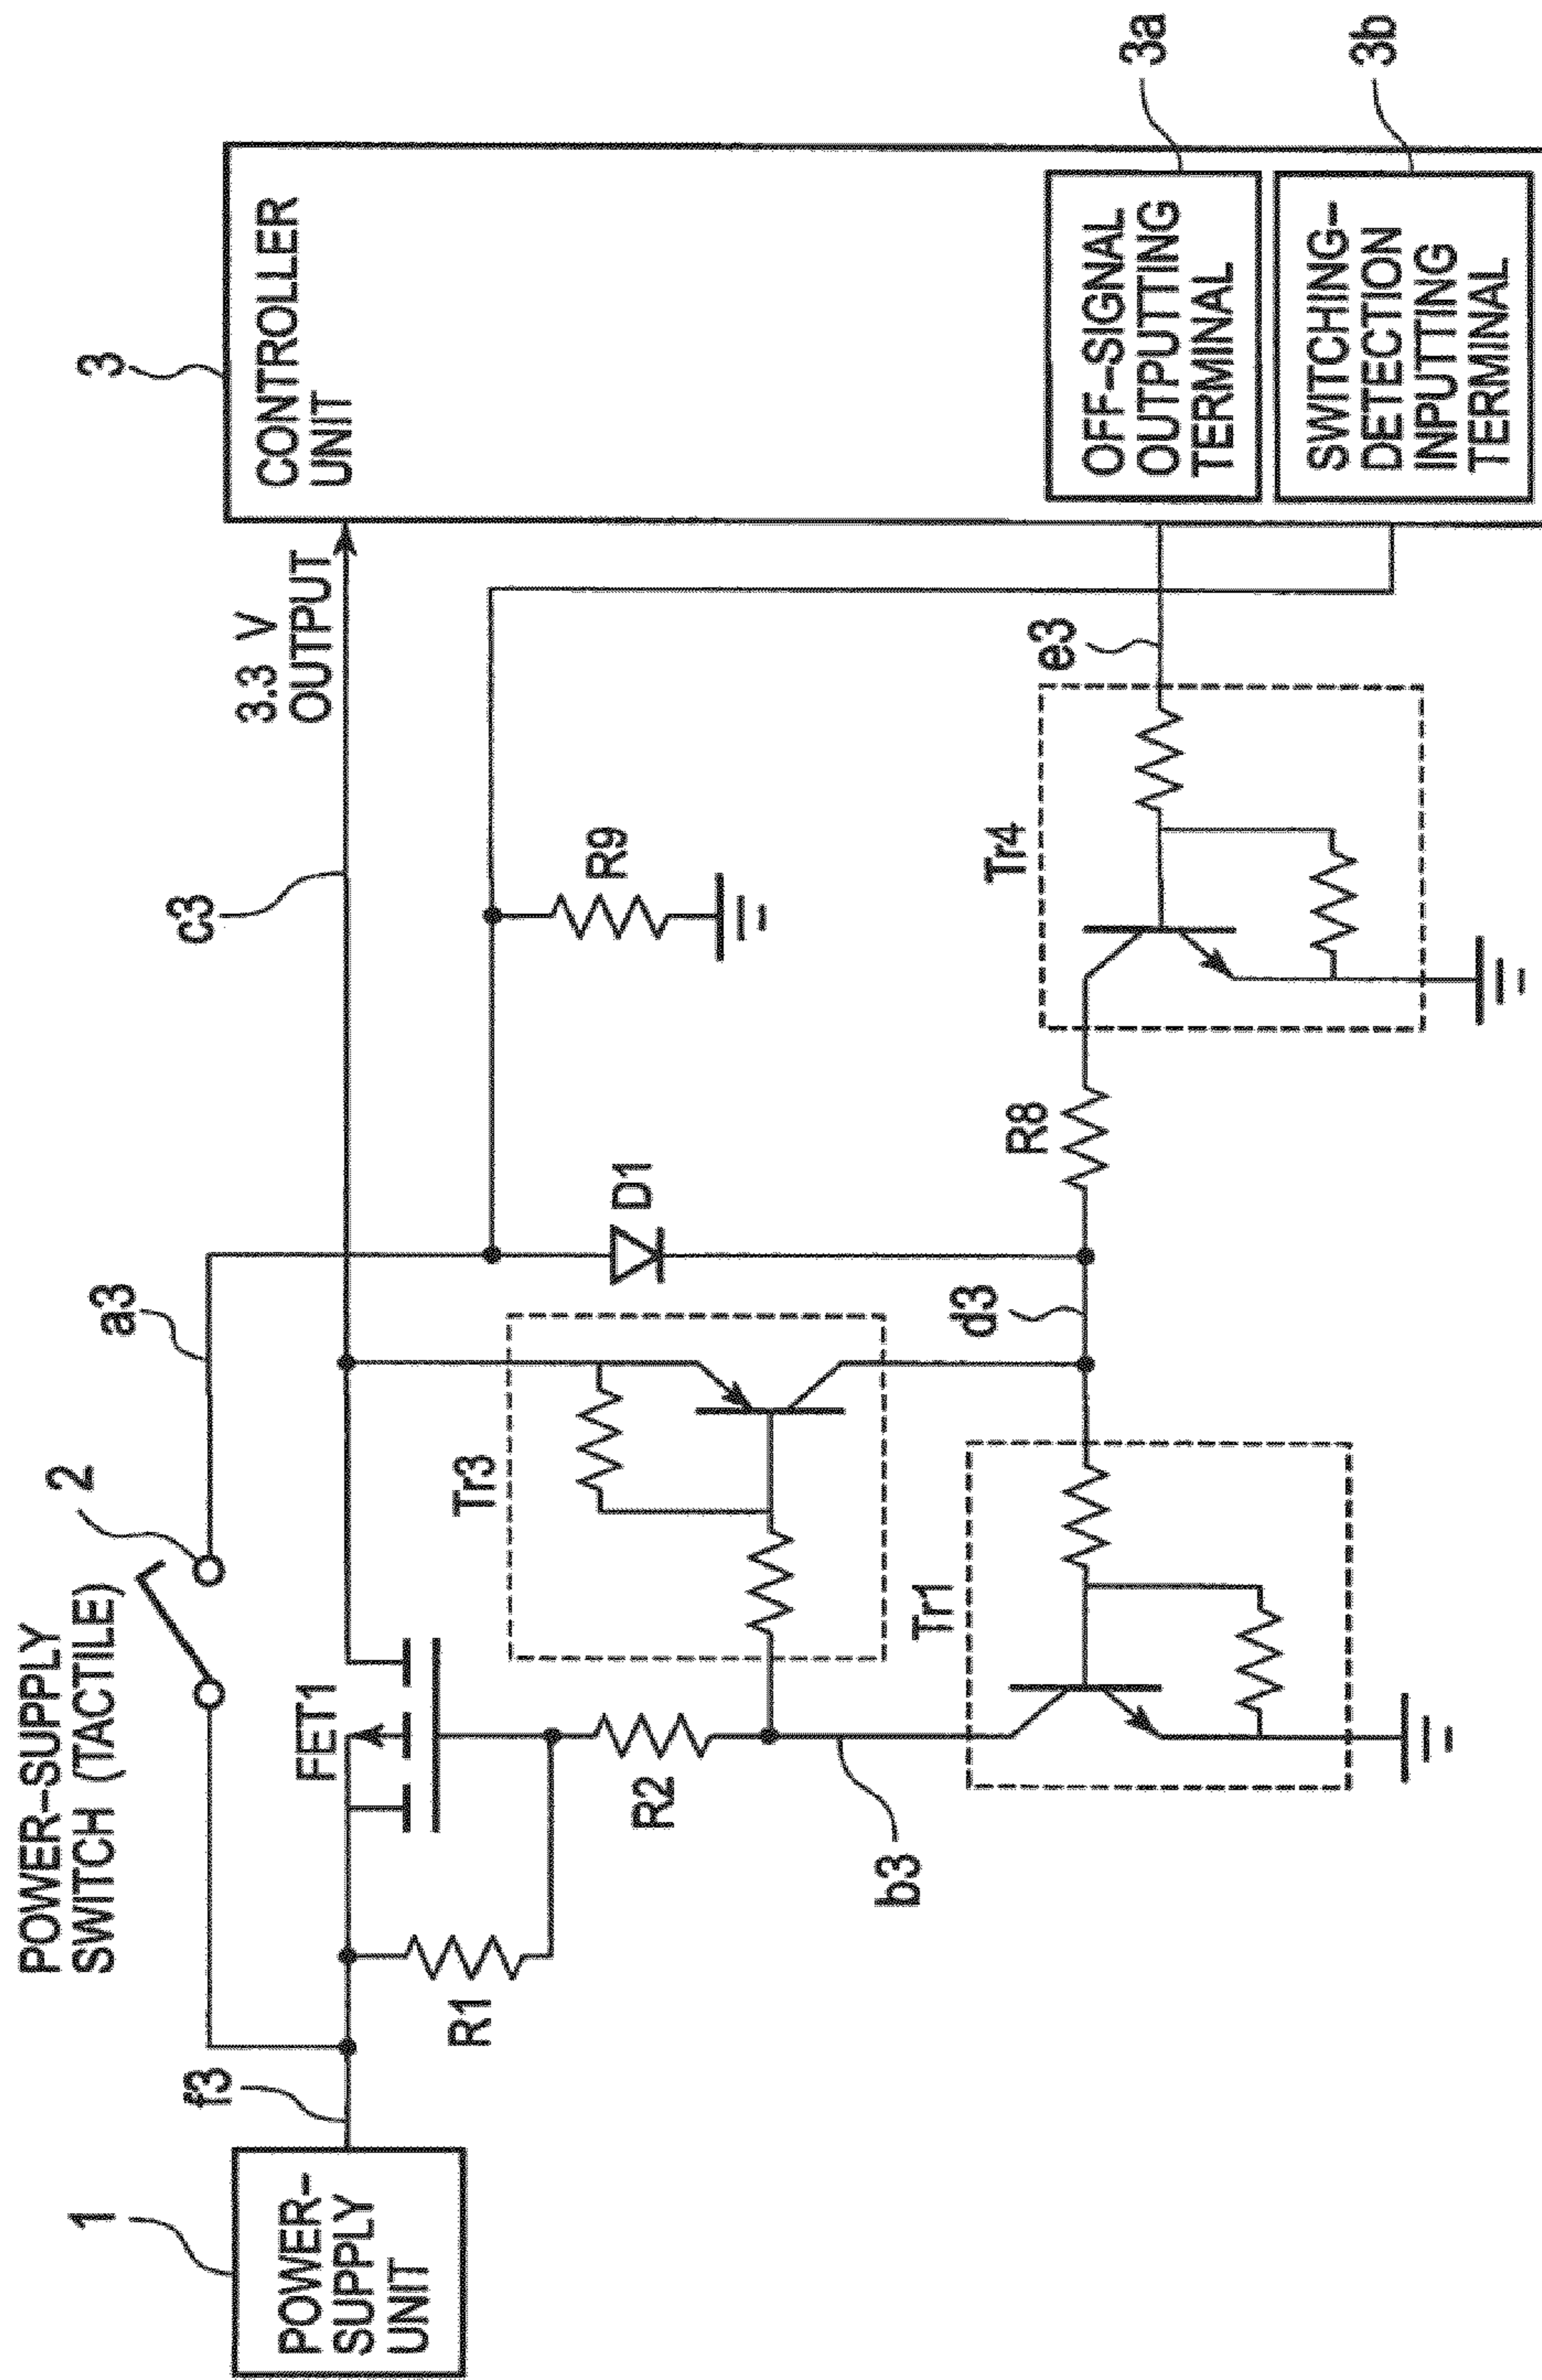 POWER-SUPPLY
SWITCH (TACTILE)
2
a3
3
1
f3
c3
3.3 V
OUTPUT
CONTROLLER
UNIT
POWER-
SUPPLY
UNIT
FET1
R1
R2
Tr3
D1
R9
b3
Tr1
d3
R8
Tr4
e3
OFF-SIGNAL
OUTPUTTING
TERMINAL
3a
SWITCHING-
DETECTION
INPUTTING
TERMINAL
3b